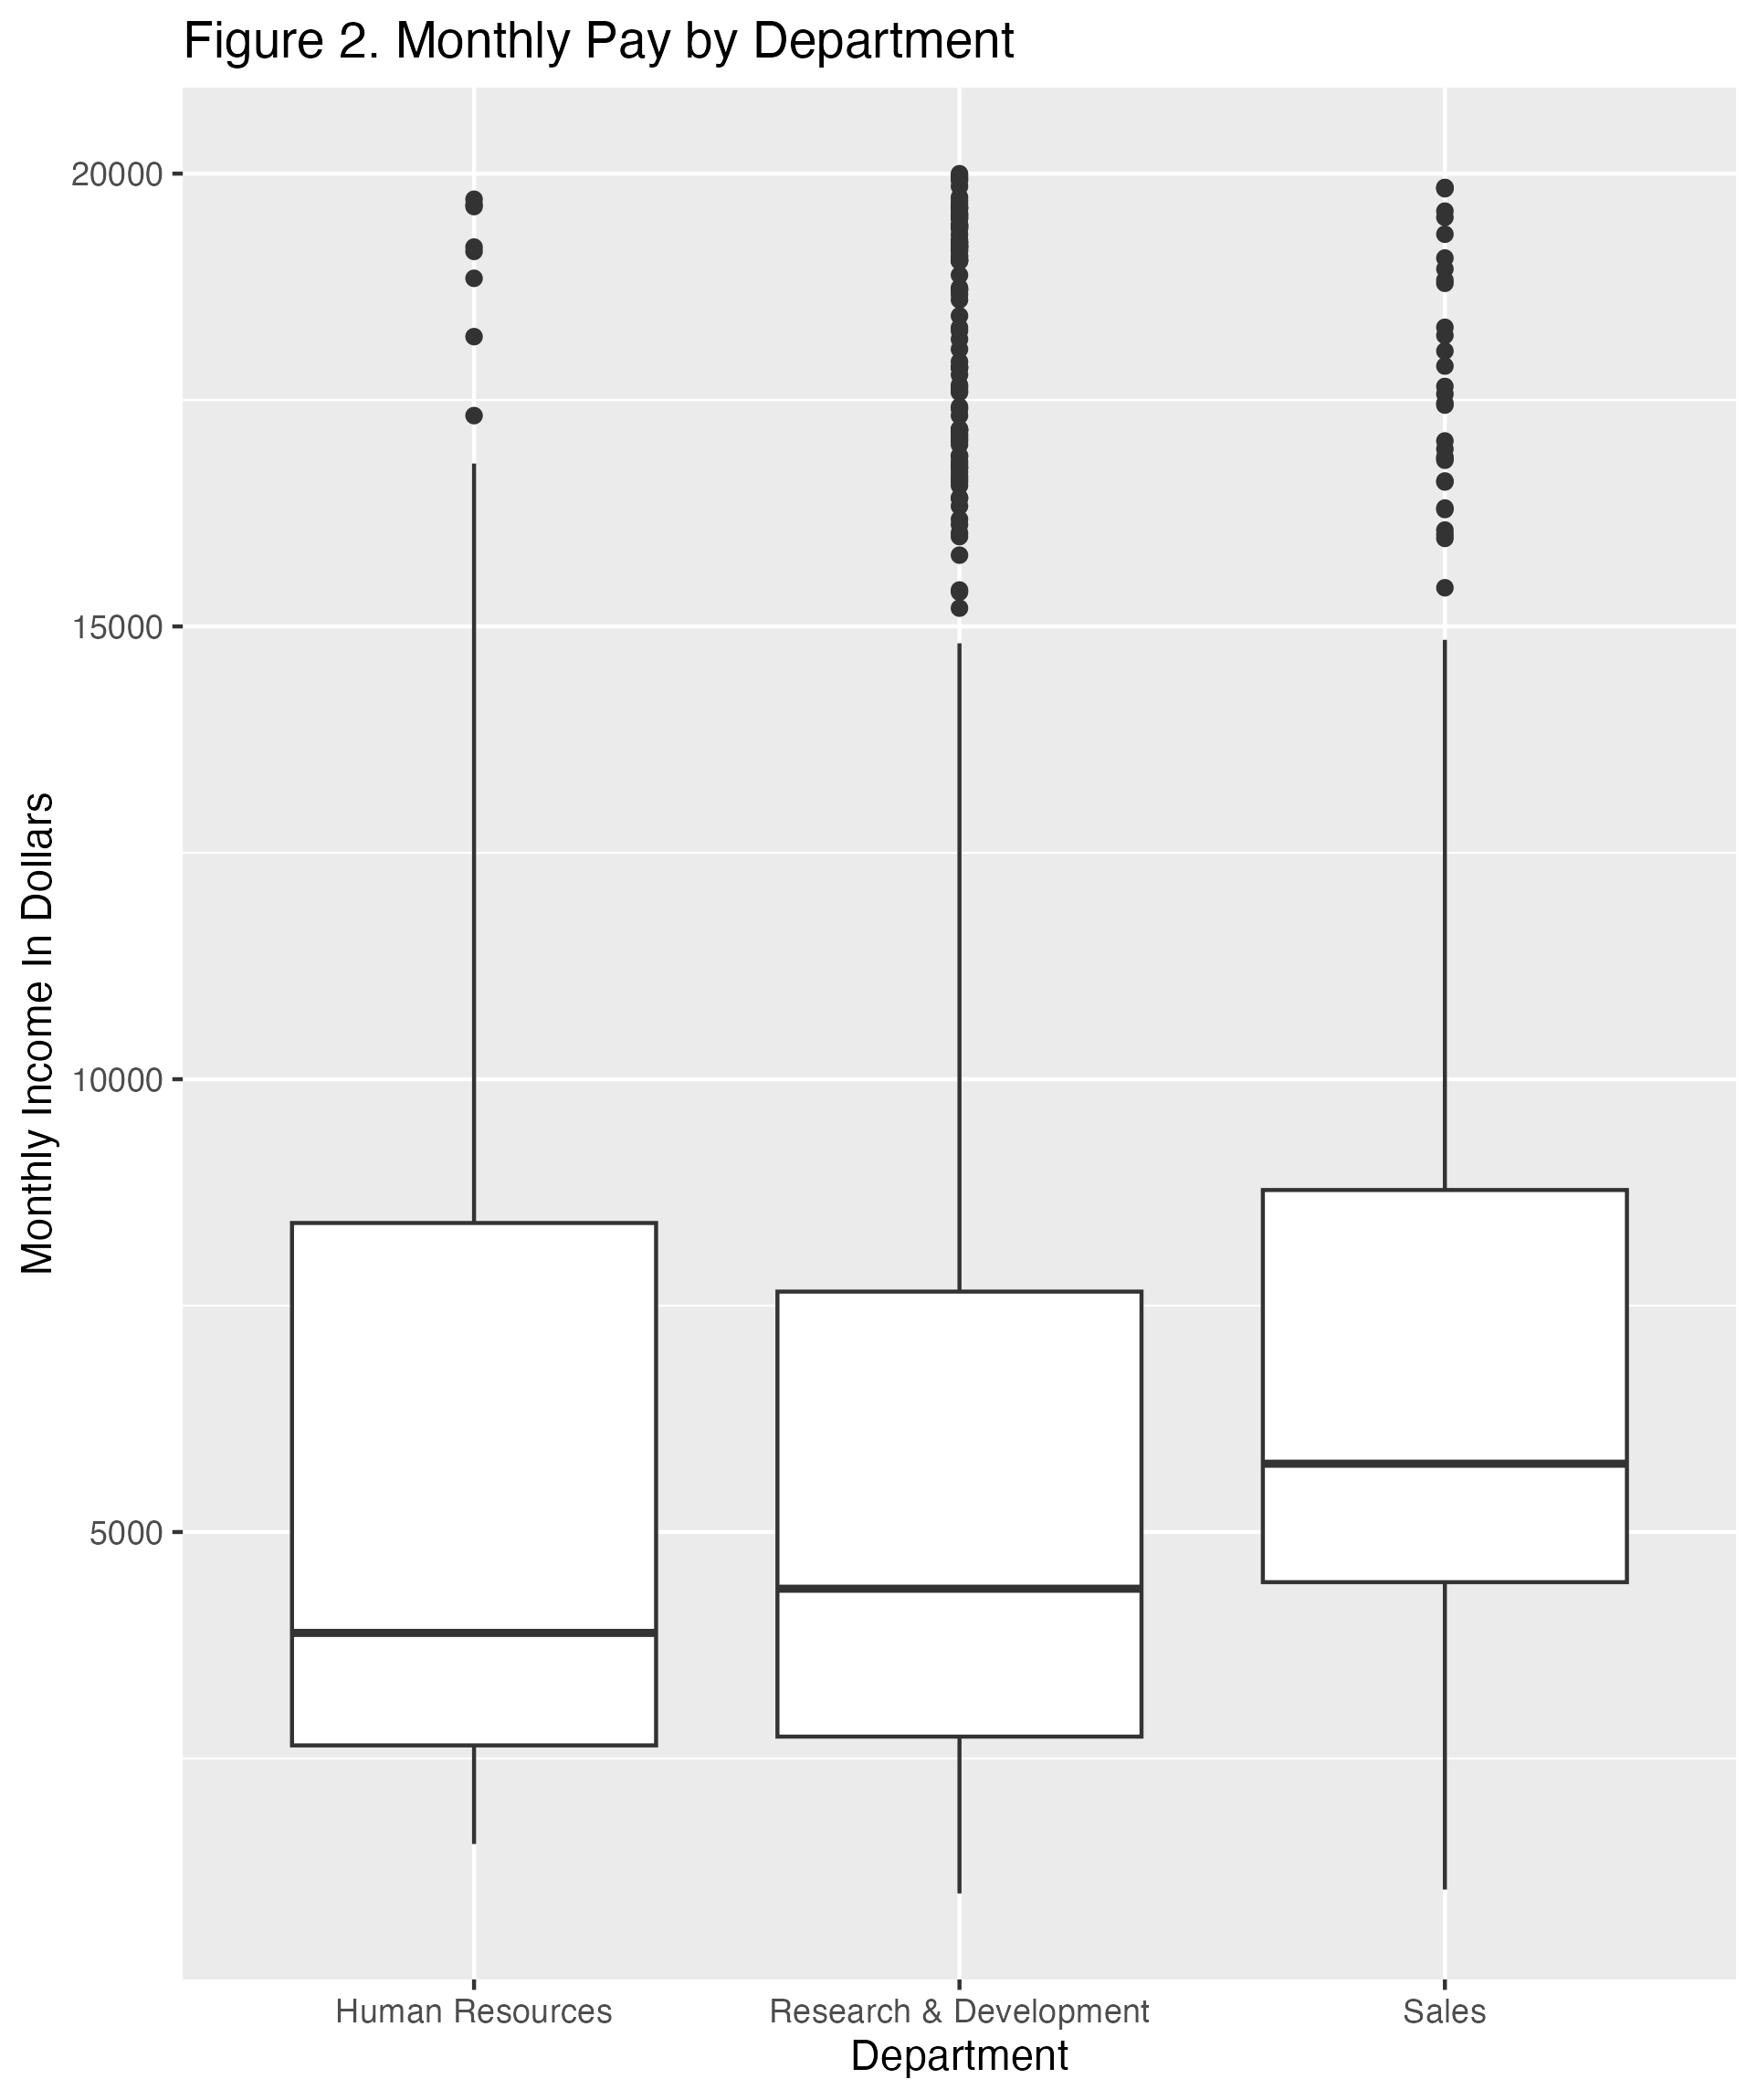 Figure 2. Monthly Pay by Department
Monthly Income In Dollars
20000
15000
10000
5000
Human Resources
Research & Development
Sales
Department